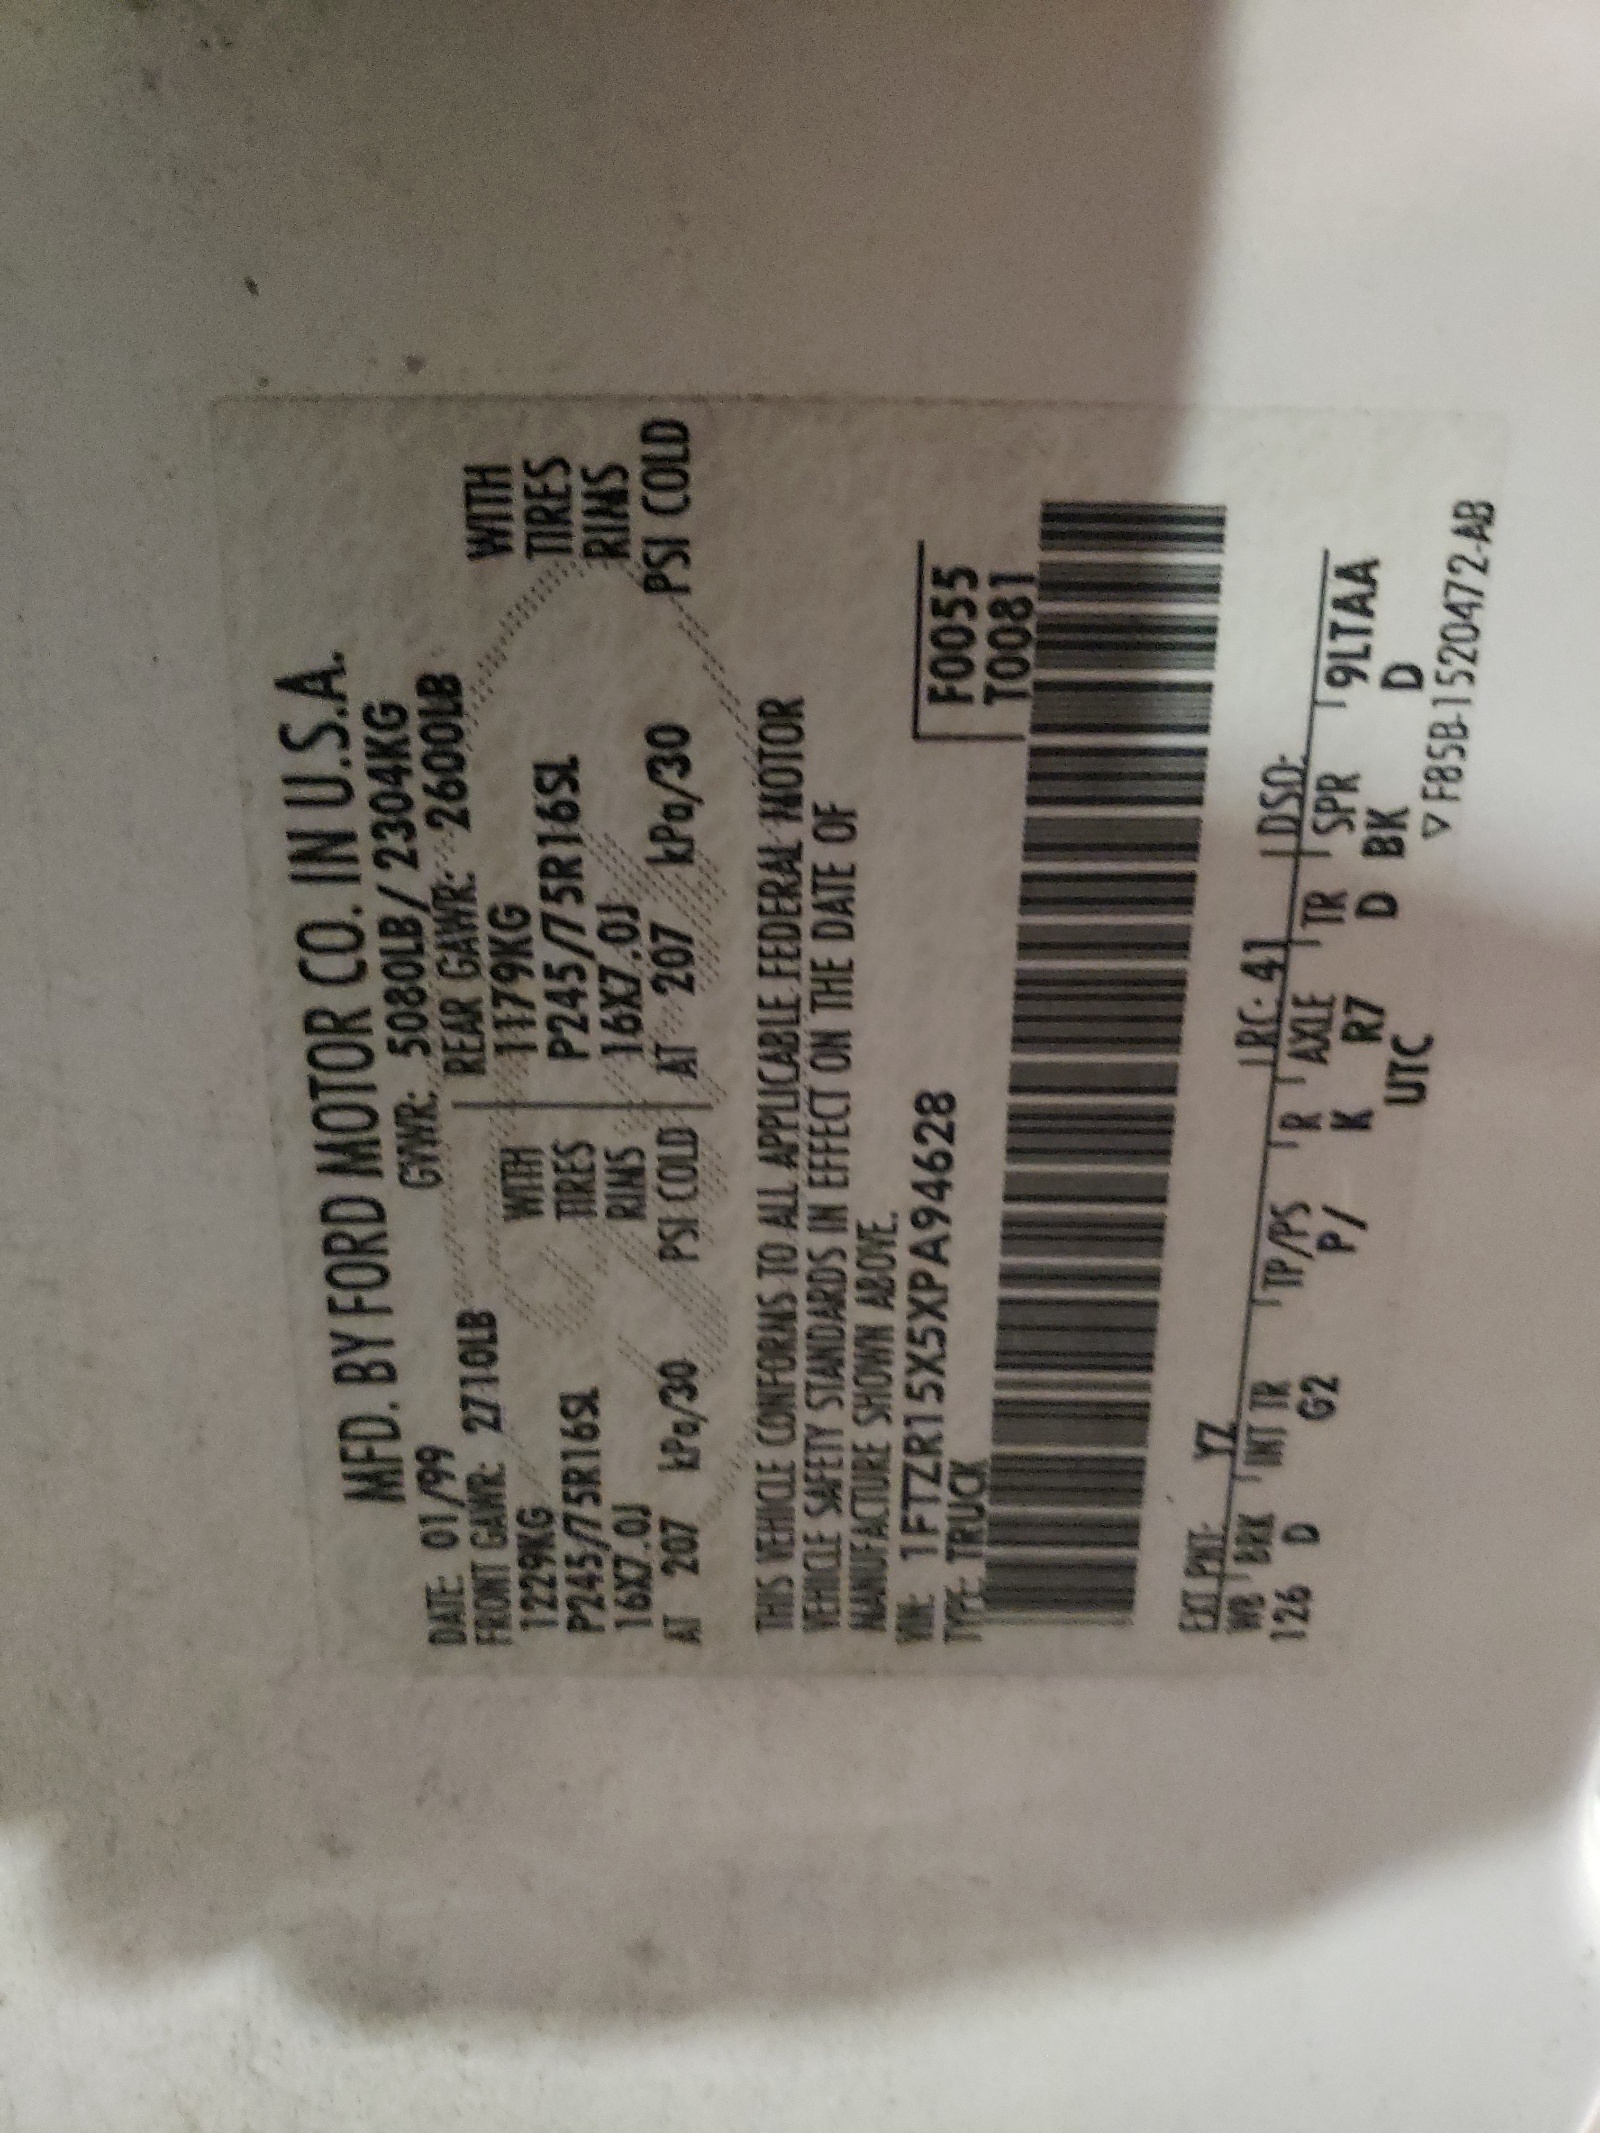 MFD. BY FORD MOTOR CO. IN U.S.A.
DATE: 01/99 GVWR: 5080LB/ 2304KG
FRONT GAWR: 2710LB REAR GAWR: 2600LB
1229KG WITH 1179KG WITH
P245/75R16SL TIRES P245/75R16SL TIRES
16X7.0J RIMS 16X7.0J RIMS
AT 207 kPa/30 PSI COLD AT 207 kPa/30 PSI COLD
THIS VEHICLE CONFORMS TO ALL APPLICABLE FEDERAL MOTOR
VEHICLE SAFETY STANDARDS IN EFFECT ON THE DATE OF
MANUFACTURE SHOWN ABOVE.
VIN: 1FTZR15X5XPA94628 F0055
TYPE: TRUCK T0081
EXT PNT: YZ RC: 41 DSO:
WB BRK INT TR TP/PS R AXLE TR SPR 9LTAA
126 D G2 P/ K R7 D BK D
UTC
▽F85B-1520472-AB